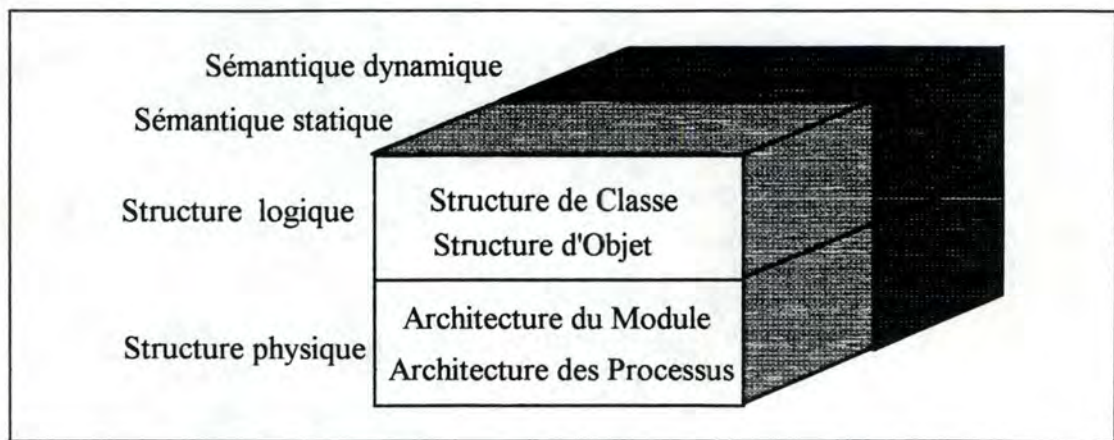 Sémantique dynamique
Sémantique statique
Structure logique
Structure de Classe
Structure d'Objet
Structure physique
Architecture du Module
Architecture des Processus